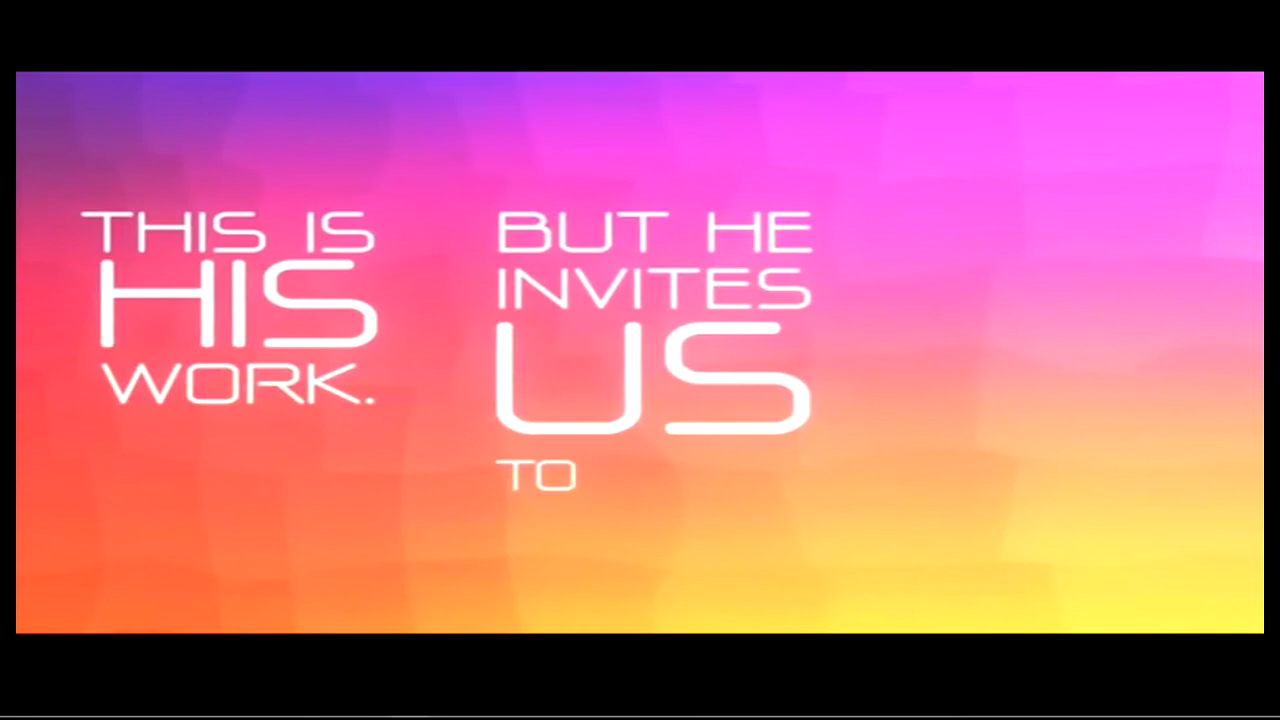 THIS IS
HIS
WORK.
BUT HE
INVITES
US
TO